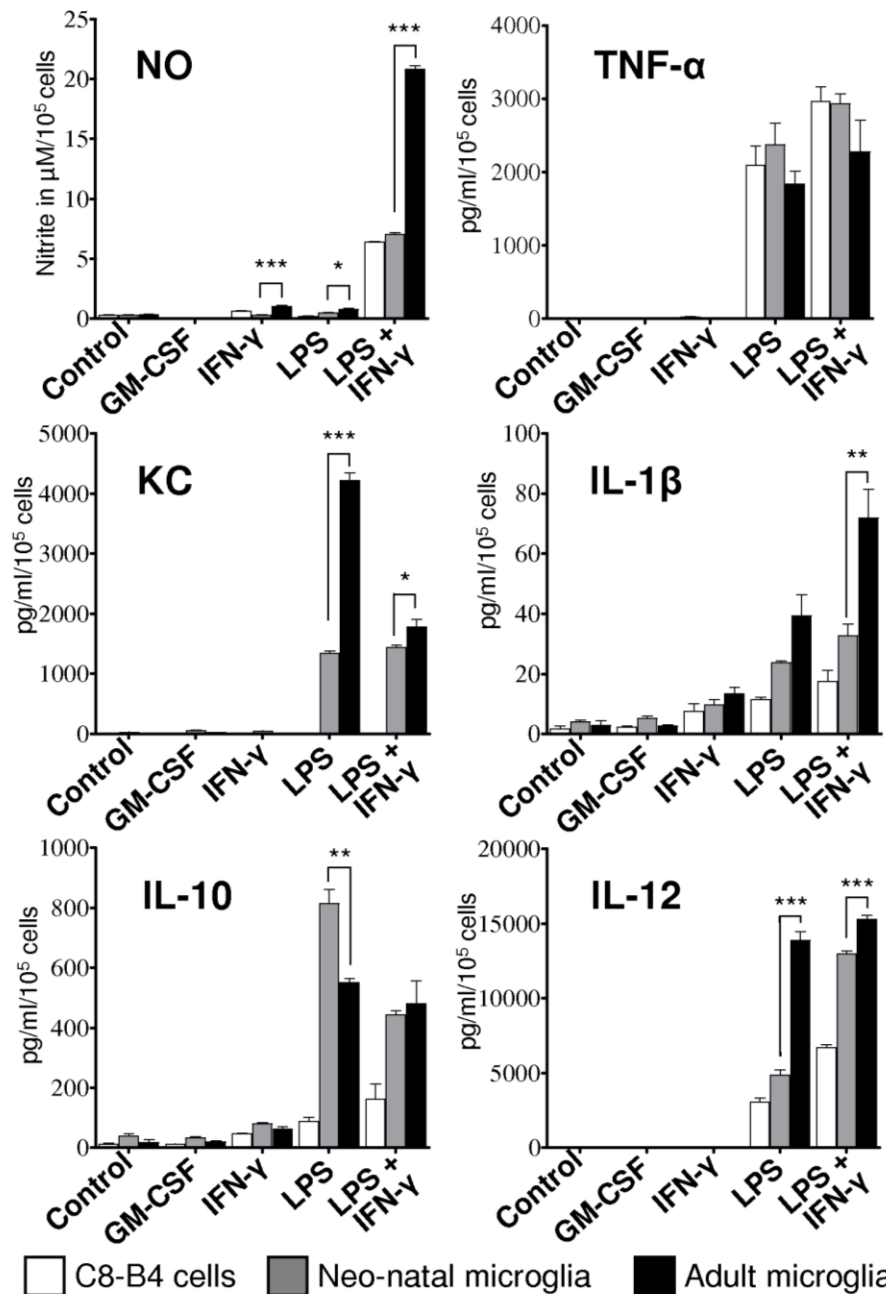 NO
Nitrite in µM/10⁵ cells
25
20
15
10
5
0
***
***
*
Control
GM-CSF
IFN-γ
LPS
LPS +
IFN-γ
TNF-α
pg/ml/10⁵ cells
4000
3000
2000
1000
0
Control
GM-CSF
IFN-γ
LPS
LPS +
IFN-γ
KC
pg/ml/10⁵ cells
5000
4000
3000
2000
1000
0
***
*
Control
GM-CSF
IFN-γ
LPS
LPS +
IFN-γ
IL-1β
pg/ml/10⁵ cells
100
80
60
40
20
0
**
Control
GM-CSF
IFN-γ
LPS
LPS +
IFN-γ
IL-10
pg/ml/10⁵ cells
1000
800
600
400
200
0
**
Control
GM-CSF
IFN-γ
LPS
LPS +
IFN-γ
IL-12
pg/ml/10⁵ cells
20000
15000
10000
5000
0
***
***
Control
GM-CSF
IFN-γ
LPS
LPS +
IFN-γ
C8-B4 cells Neo-natal microglia Adult microglia